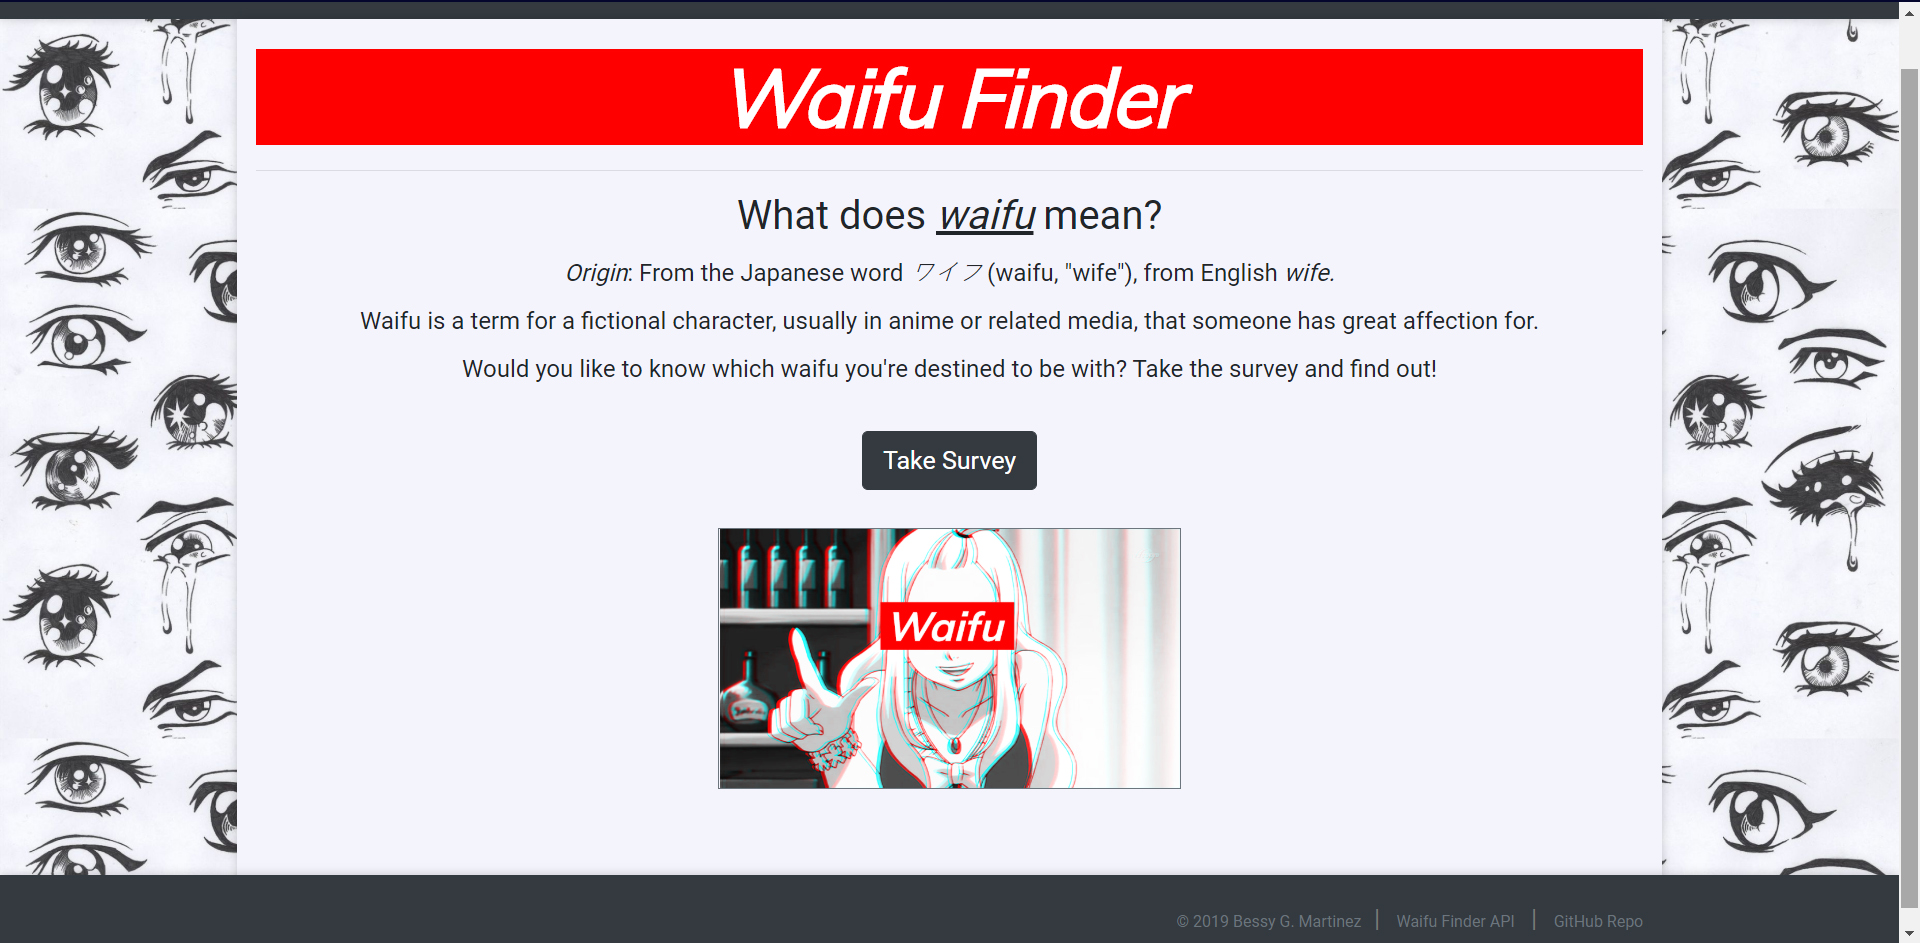 Waifu Finder
What does waifu mean?
Origin: From the Japanese word ワイフ (waifu, "wife"), from English wife.
Waifu is a term for a fictional character, usually in anime or related media, that someone has great affection for.
Would you like to know which waifu you're destined to be with? Take the survey and find out!
Take Survey
Waifu
© 2019 Bessy G. Martinez | Waifu Finder API | GitHub Repo